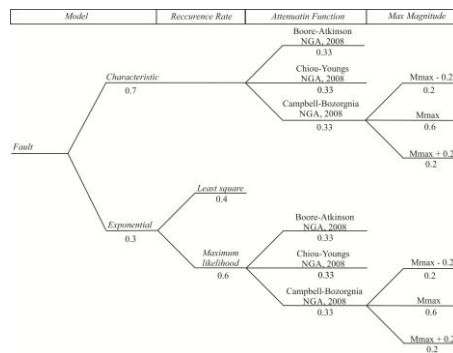 Model Reccurence Rate Attenuatin Function Max Magnitude
Boore-Atkinson
NGA, 2008
0.33
Chiou-Youngs
NGA, 2008
0.33
Characteristic
0.7
Campbell-Bozorgnia
NGA, 2008
0.33
Mmax - 0.2
0.2
Mmax
0.6
Mmax + 0.2
0.2
Fault
Least square
0.4
Exponential
0.3
Boore-Atkinson
NGA, 2008
0.33
Maximum
likelihood
0.6
Chiou-Youngs
NGA, 2008
0.33
Campbell-Bozorgnia
NGA, 2008
0.33
Mmax - 0.2
0.2
Mmax
0.6
Mmax + 0.2
0.2